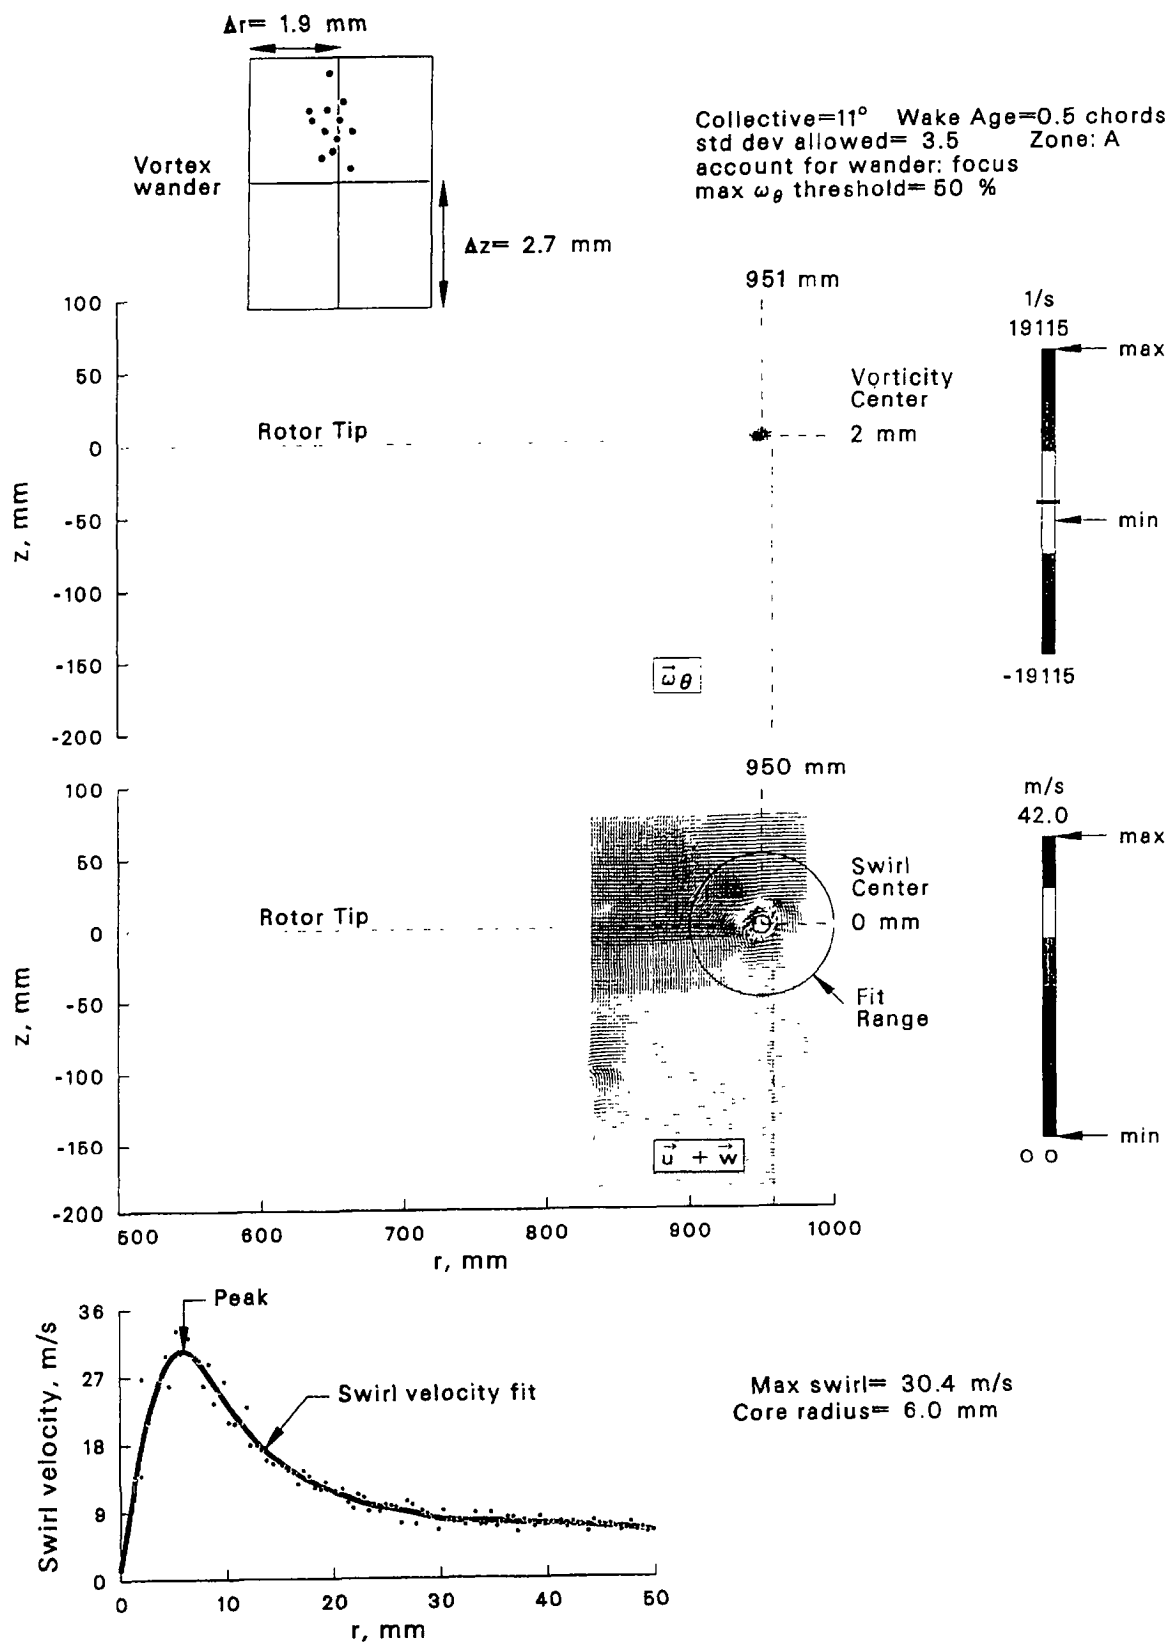 Δr= 1.9 mm
Vortex
wander
Δz= 2.7 mm
Collective=11° Wake Age=0.5 chords
std dev allowed= 3.5 Zone: A
account for wander: focus
max ωθ threshold= 50 %
951 mm
100
50
0
-50
-100
-150
-200
z, mm
Rotor Tip
Vorticity
Center
2 mm
ω⃗θ
1/s
19115
max
min
-19115
950 mm
100
50
0
-50
-100
-150
-200
z, mm
Rotor Tip
Swirl
Center
0 mm
Fit
Range
u⃗ + w⃗
m/s
42.0
max
min
0 0
500 600 700 800 900 1000
r, mm
36
27
18
9
0
Swirl velocity, m/s
Peak
Swirl velocity fit
Max swirl= 30.4 m/s
Core radius= 6.0 mm
0 10 20 30 40 50
r, mm